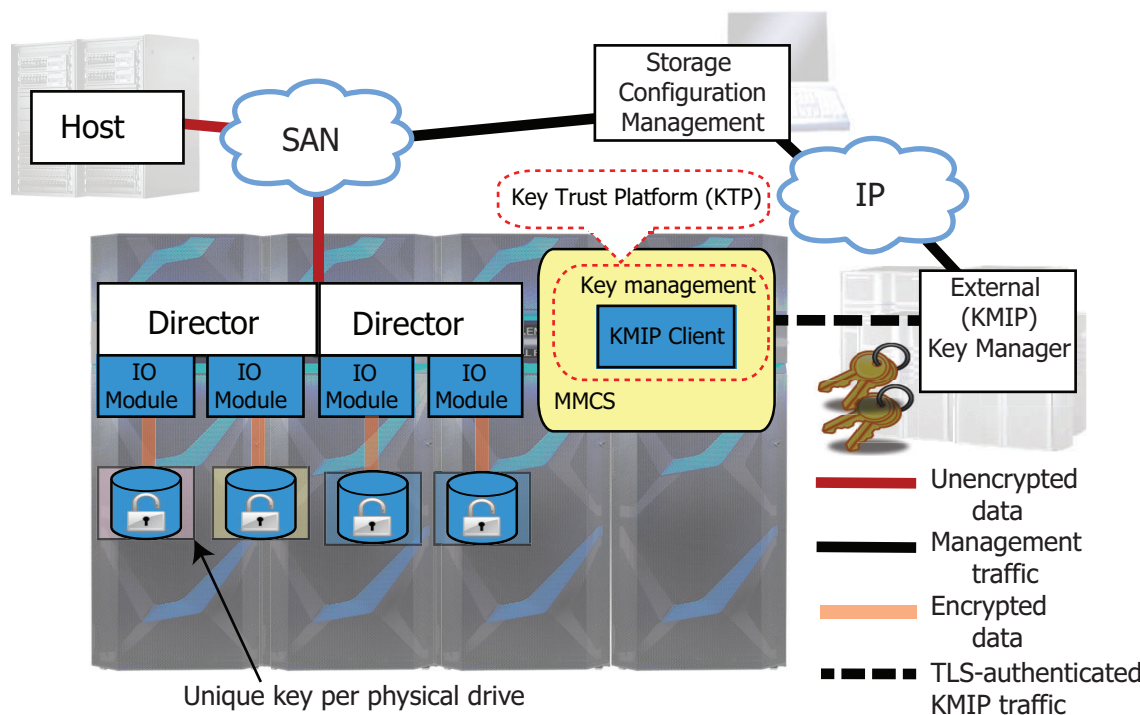 Host
SAN
Storage
Configuration
Management
IP
Key Trust Platform (KTP)
Key management
KMIP Client
MMCS
External
(KMIP)
Key Manager
Director
Director
IO
Module
IO
Module
IO
Module
IO
Module
Unique key per physical drive
Unencrypted
data
Management
traffic
Encrypted
data
TLS-authenticated
KMIP traffic